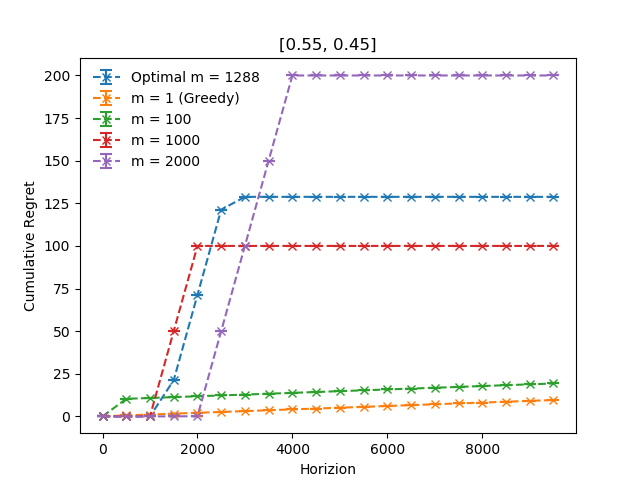 [0.55, 0.45]
Optimal m = 1288
m = 1 (Greedy)
m = 100
m = 1000
m = 2000
Cumulative Regret
200
175
150
125
100
75
50
25
0
0 2000 4000 6000 8000
Horizion